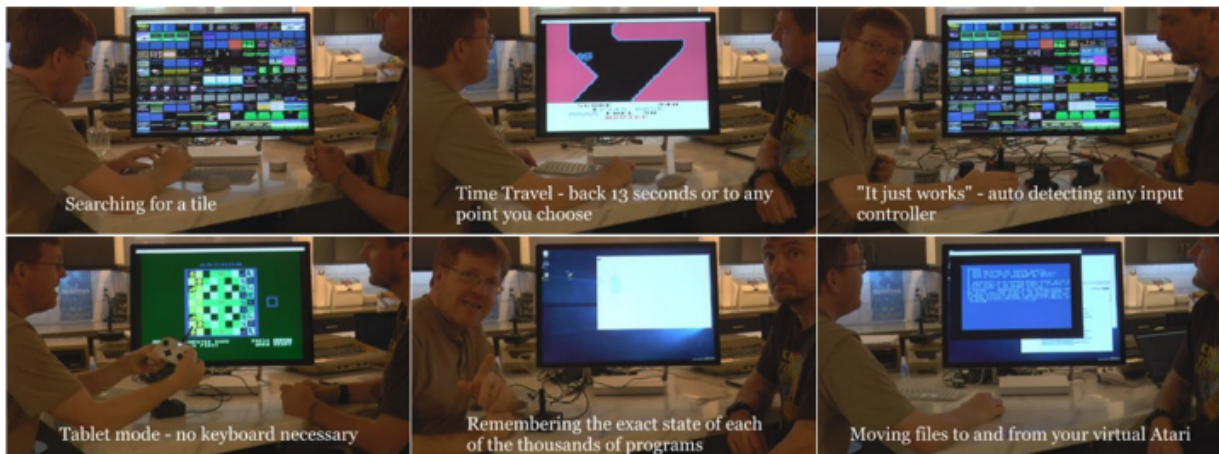 Searching for a tile
Time Travel - back 13 seconds or to any
point you choose
"It just works" - auto detecting any input
controller
Tablet mode - no keyboard necessary
Remembering the exact state of each
of the thousands of programs
Moving files to and from your virtual Atari